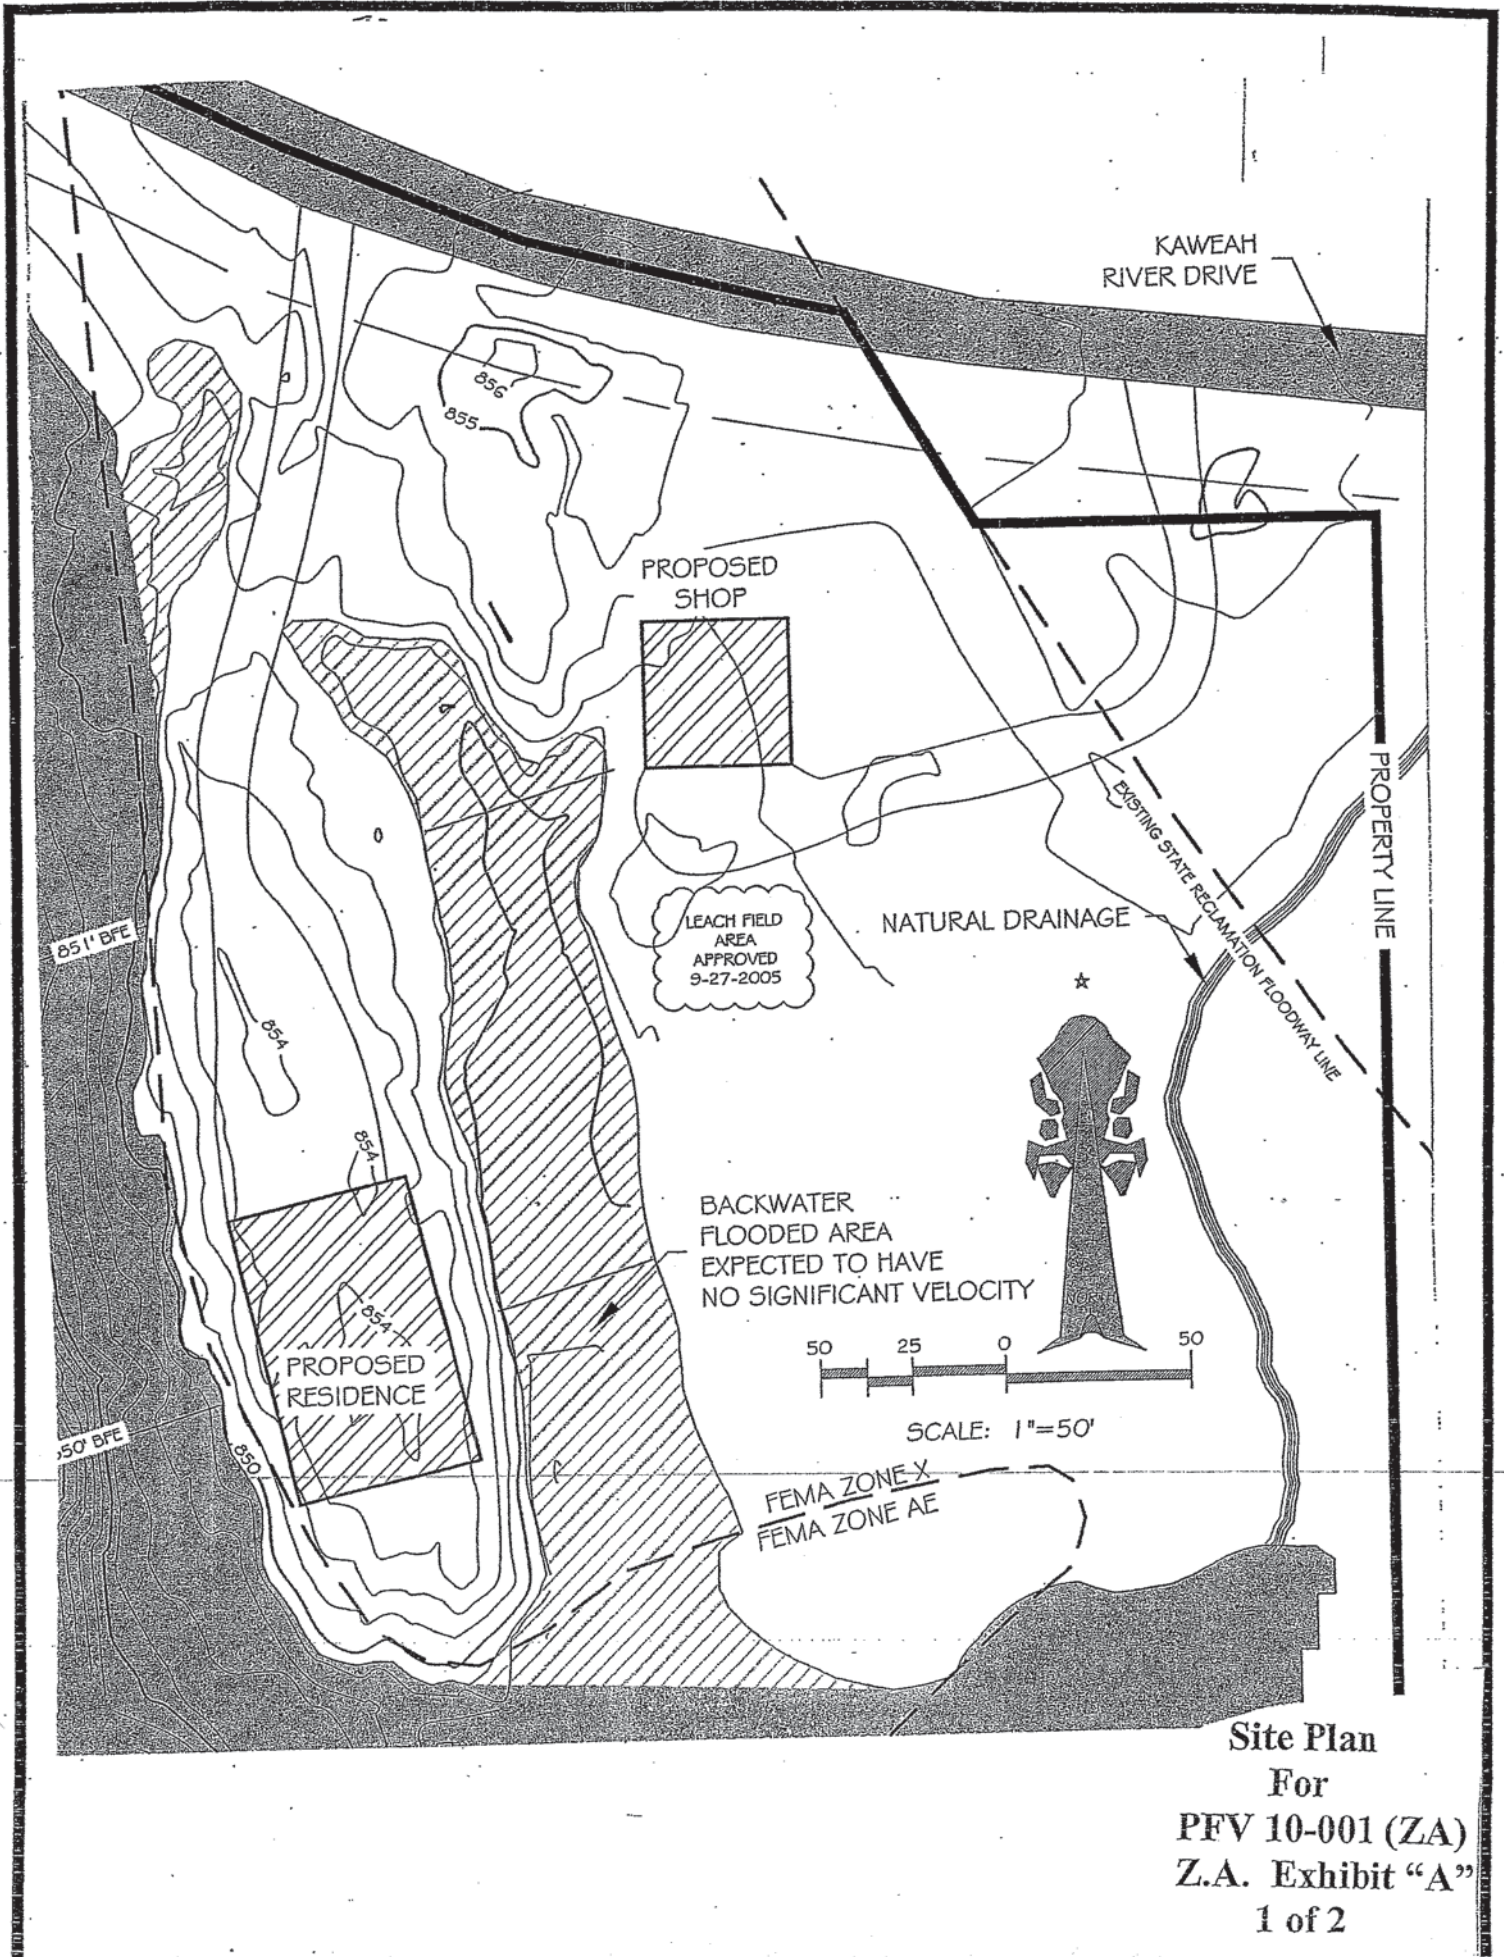 KAWEAH
RIVER DRIVE
856
855
PROPOSED
SHOP
PROPERTY LINE
EXISTING STATE RECLAMATION FLOODWAY LINE
851' BFE
LEACH FIELD
AREA
APPROVED
9-27-2005
NATURAL DRAINAGE
854
854
BACKWATER
FLOODED AREA
EXPECTED TO HAVE
NO SIGNIFICANT VELOCITY
NORTH
854
PROPOSED
RESIDENCE
50 25 0 50
SCALE: 1"=50'
50' BFE
850
FEMA ZONE X
FEMA ZONE AE
Site Plan
For
PFV 10-001 (ZA)
Z.A. Exhibit "A"
1 of 2